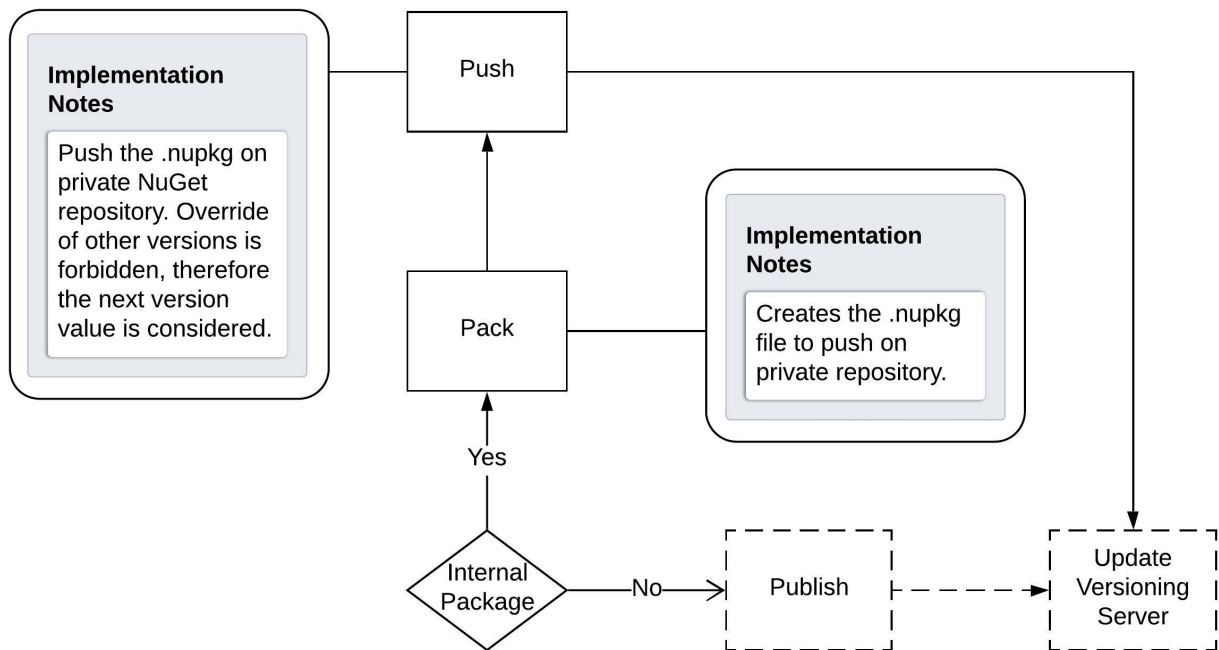 Implementation
Notes
Push the .nupkg on
private NuGet
repository. Override
of other versions is
forbidden, therefore
the next version
value is considered.
Push
Implementation
Notes
Creates the .nupkg
file to push on
private repository.
Pack
Yes
Internal
Package
No
Publish
Update
Versioning
Server